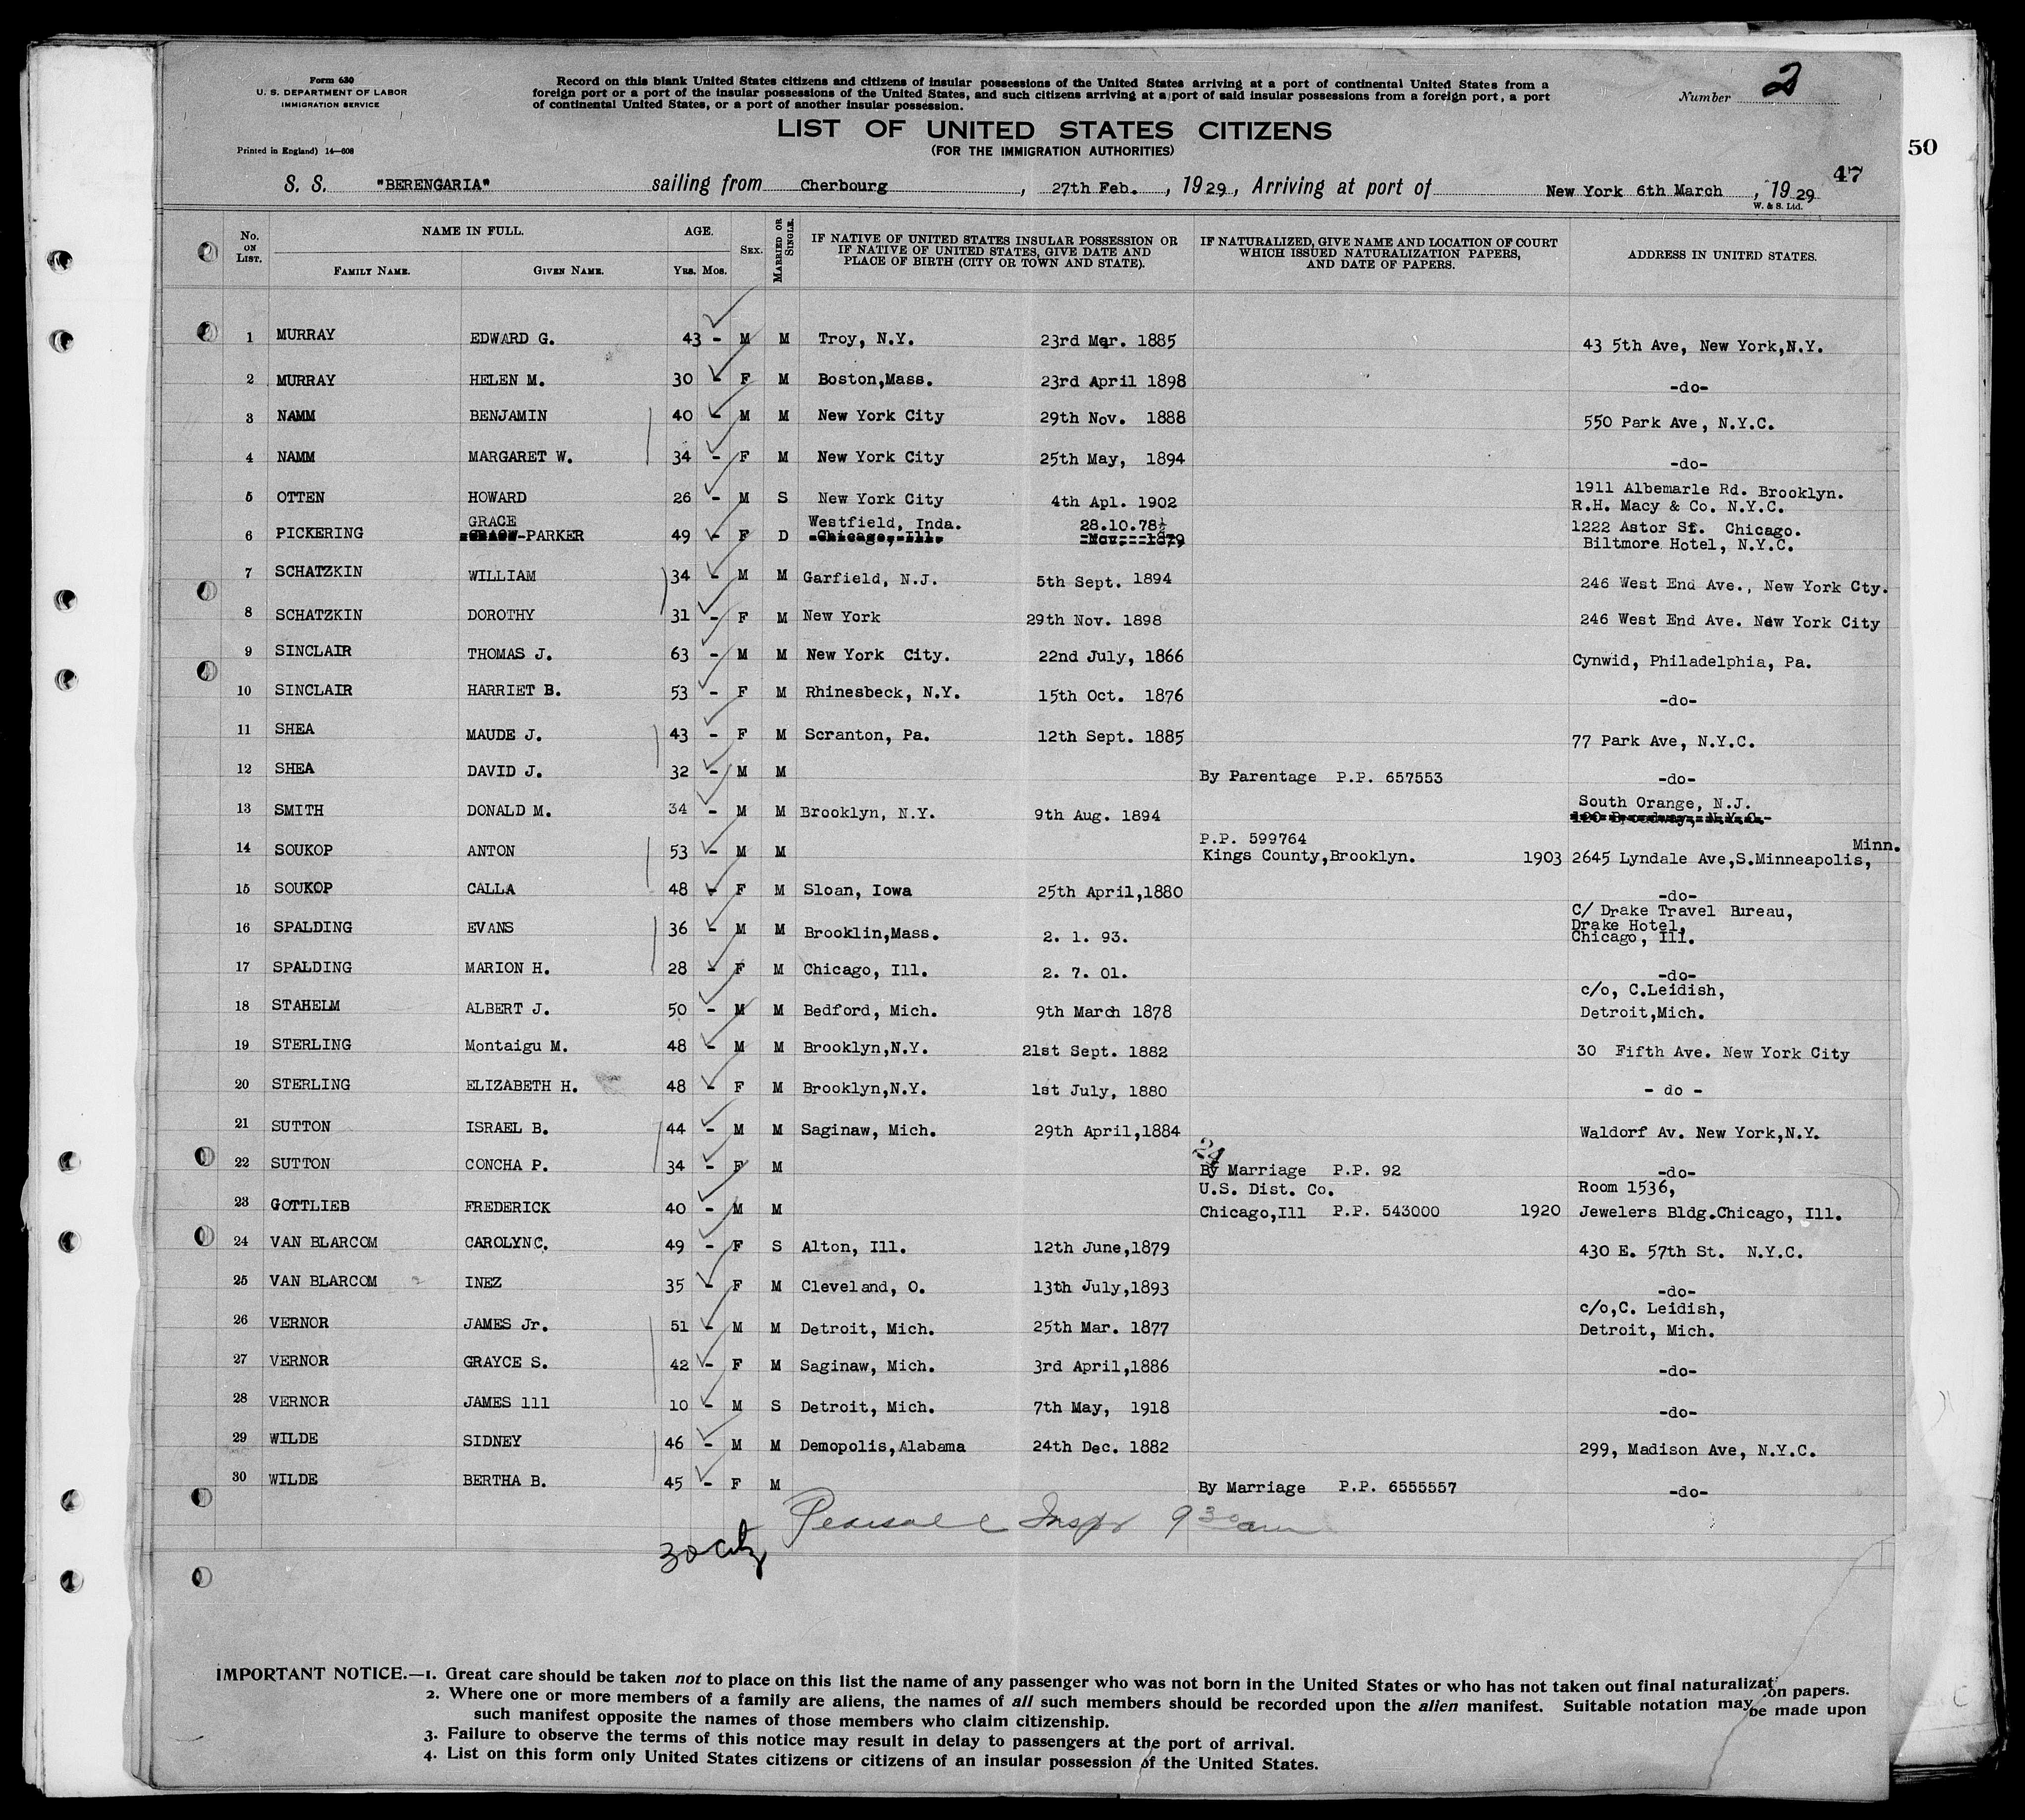 Form 630
U. S. DEPARTMENT OF LABOR
IMMIGRATION SERVICE
Printed in England) 14—608
Record on this blank United States citizens and citizens of insular possessions of the United States arriving at a port of continental United States from a
foreign port or a port of the insular possessions of the United States, and such citizens arriving at a port of said insular possessions from a foreign port, a port
of continental United States, or a port of another insular possession.
Number 2
LIST OF UNITED STATES CITIZENS
(FOR THE IMMIGRATION AUTHORITIES)
50
47
S. S. "BERENGARIA" sailing from Cherbourg, 27th Feb., 1929, Arriving at port of New York 6th March, 1929
W. & S. Ltd.
No. ON LIST. NAME IN FULL. FAMILY NAME. GIVEN NAME. AGE. YRS. MOS. SEX. MARRIED OR SINGLE. IF NATIVE OF UNITED STATES INSULAR POSSESSION OR IF NATIVE OF UNITED STATES, GIVE DATE AND PLACE OF BIRTH (CITY OR TOWN AND STATE). IF NATURALIZED, GIVE NAME AND LOCATION OF COURT WHICH ISSUED NATURALIZATION PAPERS, AND DATE OF PAPERS. ADDRESS IN UNITED STATES.
1 MURRAY EDWARD G. 43 - M M Troy, N.Y. 23rd Mar. 1885 43 5th Ave, New York,N.Y.
2 MURRAY HELEN M. 30 - F M Boston,Mass. 23rd April 1898 -do-
3 NAMM BENJAMIN 40 - M M New York City 29th Nov. 1888 550 Park Ave, N.Y.C.
4 NAMM MARGARET W. 34 - F M New York City 25th May, 1894 -do-
5 OTTEN HOWARD 26 - M S New York City 4th Apl. 1902 1911 Albemarle Rd. Brooklyn.
R.H. Macy & Co. N.Y.C.
GRACE Westfield, Inda. 28.10.78 1222 Astor St. Chicago.
6 PICKERING -PARKER 49 - F D Chicago, Ill. Nov. 1879 Biltmore Hotel, N.Y.C.
7 SCHATZKIN WILLIAM 34 - M M Garfield, N.J. 5th Sept. 1894 246 West End Ave., New York Cty.
8 SCHATZKIN DOROTHY 31 - F M New York 29th Nov. 1898 246 West End Ave. New York City
9 SINCLAIR THOMAS J. 63 - M M New York City. 22nd July, 1866 Cynwid, Philadelphia, Pa.
10 SINCLAIR HARRIET B. 53 - F M Rhinesbeck, N.Y. 15th Oct. 1876 -do-
11 SHEA MAUDE J. 43 - F M Scranton, Pa. 12th Sept. 1885 77 Park Ave, N.Y.C.
12 SHEA DAVID J. 32 - M M By Parentage P.P. 657553 -do-
South Orange, N.J.
13 SMITH DONALD M. 34 - M M Brooklyn, N.Y. 9th Aug. 1894 120 Broadway, N.Y.C.
P.P. 599764 Minn.
14 SOUKOP ANTON 53 - M M Kings County,Brooklyn. 1903 2645 Lyndale Ave,S.Minneapolis,
15 SOUKOP CALLA 48 - F M Sloan, Iowa 25th April,1880 -do-
C/ Drake Travel Bureau,
16 SPALDING EVANS 36 - M M Brooklin,Mass. 2. 1. 93. Drake Hotel,
Chicago, Ill.
17 SPALDING MARION H. 28 - F M Chicago, Ill. 2. 7. 01. -do-
c/o, C.Leidish,
18 STAHELM ALBERT J. 50 - M M Bedford, Mich. 9th March 1878 Detroit,Mich.
19 STERLING Montaigu M. 48 - M M Brooklyn,N.Y. 21st Sept. 1882 30 Fifth Ave. New York City
20 STERLING ELIZABETH H. 48 - F M Brooklyn,N.Y. 1st July, 1880 - do -
21 SUTTON ISRAEL B. 44 - M M Saginaw, Mich. 29th April,1884 Waldorf Av. New York,N.Y.
24
22 SUTTON CONCHA P. 34 - F M By Marriage P.P. 92 -do-
U.S. Dist. Co. Room 1536,
23 GOTTLIEB FREDERICK 40 - M M Chicago,Ill P.P. 543000 1920 Jewelers Bldg.Chicago, Ill.
24 VAN BLARCOM CAROLYNC. 49 - F S Alton, Ill. 12th June,1879 430 E. 57th St. N.Y.C.
25 VAN BLARCOM INEZ 35 - F M Cleveland, O. 13th July,1893 -do-
c/o,C. Leidish,
26 VERNOR JAMES Jr. 51 - M M Detroit, Mich. 25th Mar. 1877 Detroit, Mich.
27 VERNOR GRAYCE S. 42 - F M Saginaw, Mich. 3rd April,1886 -do-
28 VERNOR JAMES 111 10 - M S Detroit, Mich. 7th May, 1918 -do-
29 WILDE SIDNEY 46 - M M Demopolis,Alabama 24th Dec. 1882 299, Madison Ave, N.Y.C.
30 WILDE BERTHA B. 45 - F M By Marriage P.P. 6555557 -do-
Pearsall Inspr 9 30 am
30 citz
IMPORTANT NOTICE.—1. Great care should be taken not to place on this list the name of any passenger who was not born in the United States or who has not taken out final naturalization papers.
2. Where one or more members of a family are aliens, the names of all such members should be recorded upon the alien manifest. Suitable notation may be made upon
such manifest opposite the names of those members who claim citizenship.
3. Failure to observe the terms of this notice may result in delay to passengers at the port of arrival.
4. List on this form only United States citizens or citizens of an insular possession of the United States.